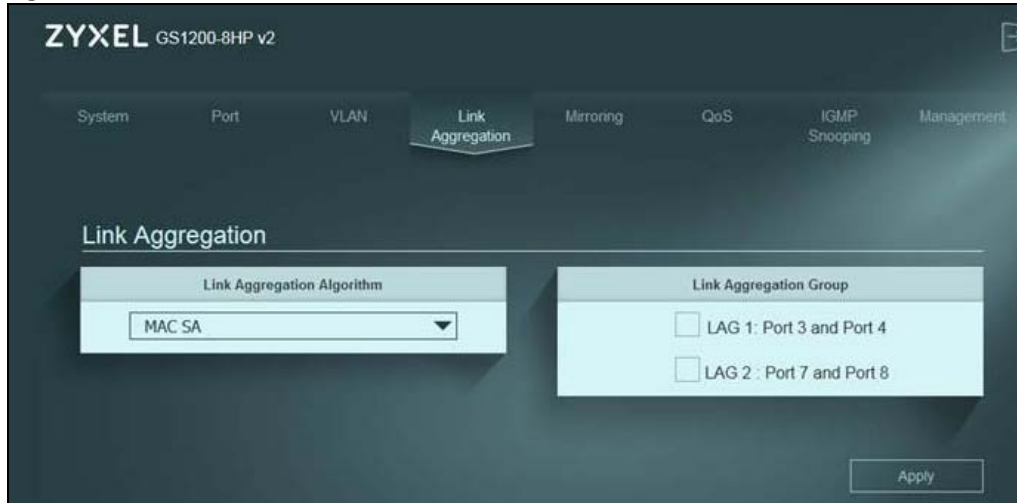 ZYXEL GS1200-8HP v2
System Port VLAN Link Aggregation Mirroring QoS IGMP Snooping Management
Link Aggregation
Link Aggregation Algorithm
MAC SA
Link Aggregation Group
LAG 1: Port 3 and Port 4
LAG 2 : Port 7 and Port 8
Apply